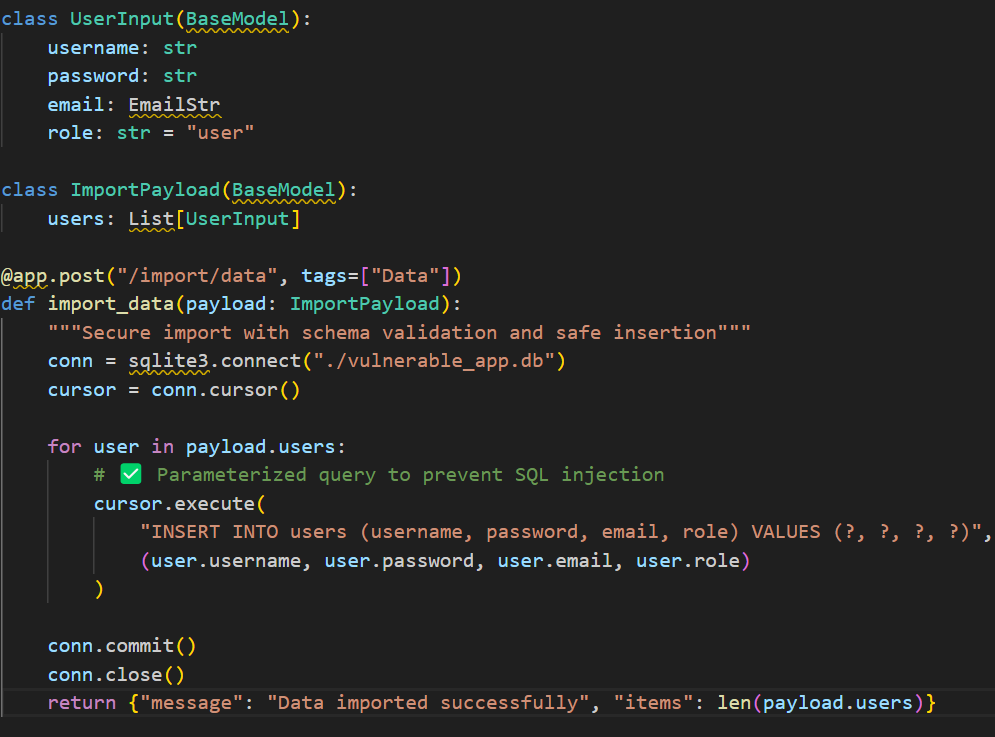 class UserInput(BaseModel):
    username: str
    password: str
    email: EmailStr
    role: str = "user"

class ImportPayload(BaseModel):
    users: List[UserInput]

@app.post("/import/data", tags=["Data"])
def import_data(payload: ImportPayload):
    """Secure import with schema validation and safe insertion"""
    conn = sqlite3.connect("./vulnerable_app.db")
    cursor = conn.cursor()

    for user in payload.users:
        # ✅ Parameterized query to prevent SQL injection
        cursor.execute(
            "INSERT INTO users (username, password, email, role) VALUES (?, ?, ?, ?)",
            (user.username, user.password, user.email, user.role)
        )

    conn.commit()
    conn.close()
    return {"message": "Data imported successfully", "items": len(payload.users)}